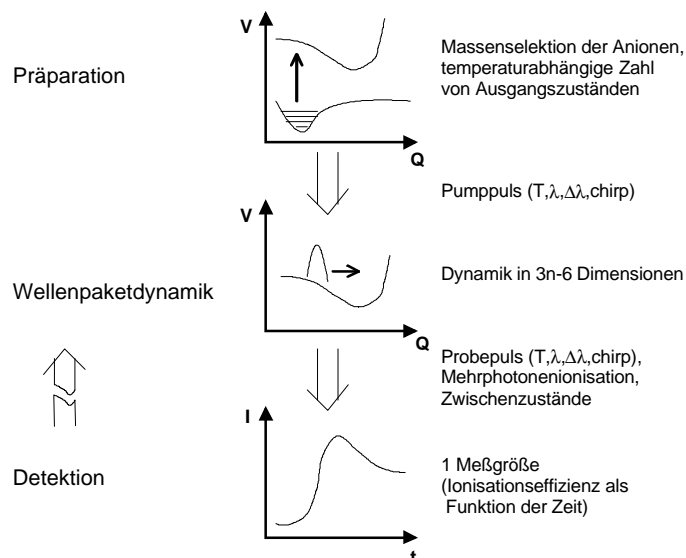 V
Präparation
Massenselektion der Anionen,
temperaturabhängige Zahl
von Ausgangszuständen
Q
Pumppuls (T,λ,Δλ,chirp)
V
Wellenpaketdynamik
Dynamik in 3n-6 Dimensionen
Q
Probepuls (T,λ,Δλ,chirp),
Mehrphotonenionisation,
Zwischenzustände
I
Detektion
1 Meßgröße
(Ionisationseffizienz als
Funktion der Zeit)
t